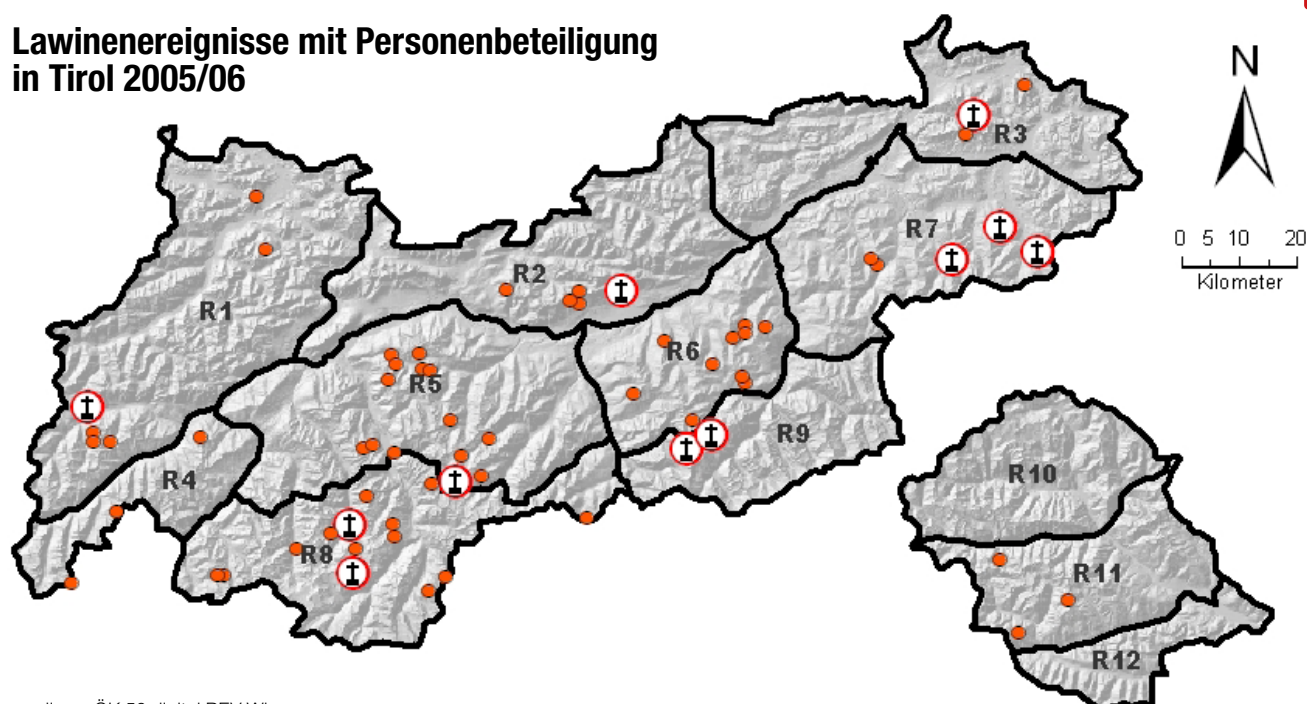 Lawinenereignisse mit Personenbeteiligung
in Tirol 2005/06
N
0 5 10 20
Kilometer
R3
R7
R2
R1
R6
R5
R9
R4
R10
R8
R11
R12